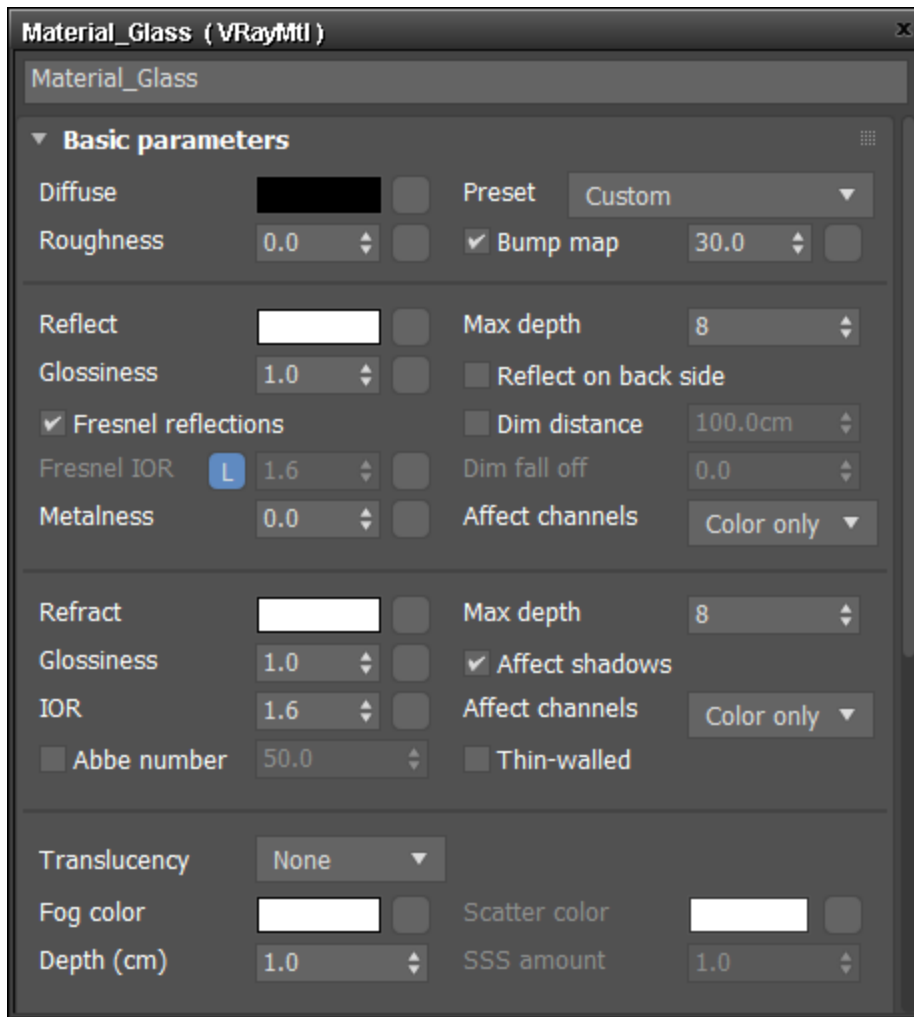 Material_Glass ( VRayMtl )
x
Material_Glass
Basic parameters
Diffuse Preset Custom
Roughness 0.0 Bump map 30.0
Reflect Max depth 8
Glossiness 1.0 Reflect on back side
Fresnel reflections Dim distance 100.0cm
Fresnel IOR L 1.6 Dim fall off 0.0
Metalness 0.0 Affect channels Color only
Refract Max depth 8
Glossiness 1.0 Affect shadows
IOR 1.6 Affect channels Color only
Abbe number 50.0 Thin-walled
Translucency None
Fog color Scatter color
Depth (cm) 1.0 SSS amount 1.0